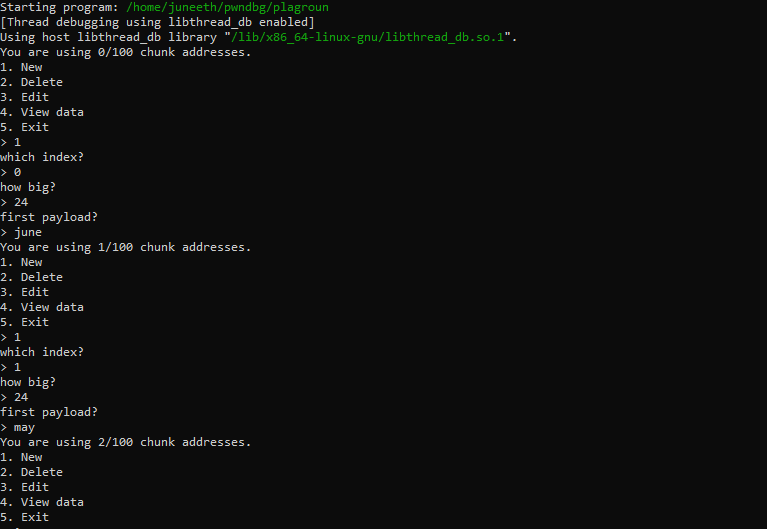 Starting program: /home/juneeth/pwndbg/plagroun
[Thread debugging using libthread_db enabled]
Using host libthread_db library "/lib/x86_64-linux-gnu/libthread_db.so.1".
You are using 0/100 chunk addresses.
1. New
2. Delete
3. Edit
4. View data
5. Exit
> 1
which index?
> 0
how big?
> 24
first payload?
> june
You are using 1/100 chunk addresses.
1. New
2. Delete
3. Edit
4. View data
5. Exit
> 1
which index?
> 1
how big?
> 24
first payload?
> may
You are using 2/100 chunk addresses.
1. New
2. Delete
3. Edit
4. View data
5. Exit